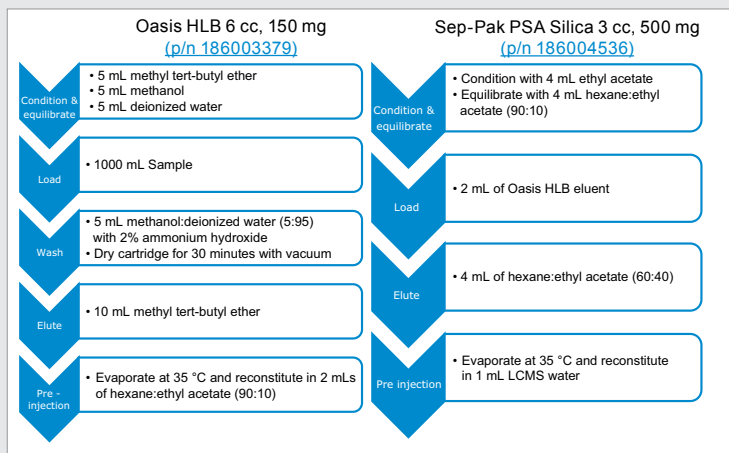 Oasis HLB 6 cc, 150 mg
(p/n 186003379)
Condition &
equilibrate
• 5 mL methyl tert-butyl ether
• 5 mL methanol
• 5 mL deionized water
Load
• 1000 mL Sample
Wash
• 5 mL methanol:deionized water (5:95)
with 2% ammonium hydroxide
• Dry cartridge for 30 minutes with vacuum
Elute
• 10 mL methyl tert-butyl ether
Pre -
injection
• Evaporate at 35 °C and reconstitute in 2 mLs
of hexane:ethyl acetate (90:10)
Sep-Pak PSA Silica 3 cc, 500 mg
(p/n 186004536)
Condition &
equilibrate
• Condition with 4 mL ethyl acetate
• Equilibrate with 4 mL hexane:ethyl
acetate (90:10)
Load
• 2 mL of Oasis HLB eluent
Elute
• 4 mL of hexane:ethyl acetate (60:40)
Pre injection
• Evaporate at 35 °C and reconstitute
in 1 mL LCMS water